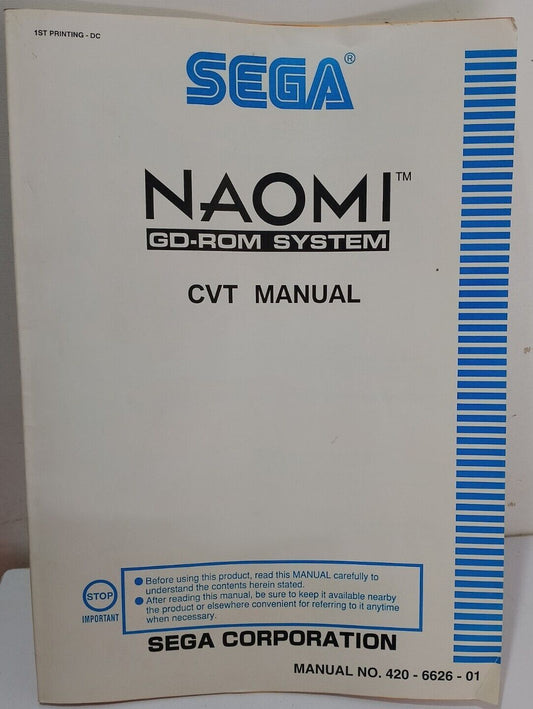 1ST PRINTING - DC
SEGA®
NAOMI™
GD-ROM SYSTEM
CVT MANUAL
STOP
IMPORTANT
● Before using this product, read this MANUAL carefully to
understand the contents herein stated.
● After reading this manual, be sure to keep it available nearby
the product or elsewhere convenient for referring to it anytime
when necessary.
SEGA CORPORATION
MANUAL NO. 420 - 6626 - 01